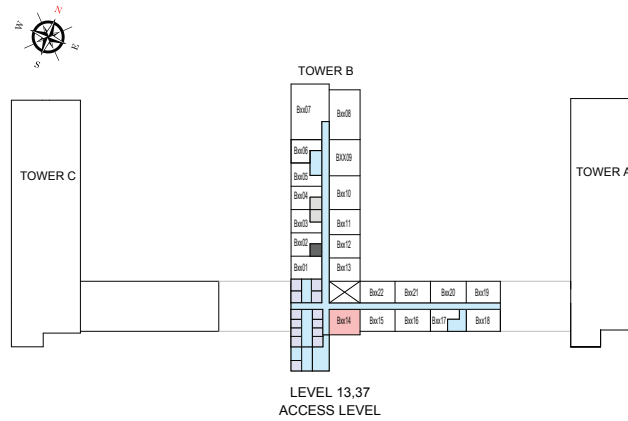 N
W
E
S
TOWER B
Bxx07
Bxx08
TOWER C
TOWER A
Bxx06
BXX09
Bxx05
Bxx04
Bxx10
Bxx03
Bxx11
Bxx02
Bxx12
Bxx01
Bxx13
Bxx22
Bxx21
Bxx20
Bxx19
Bxx14
Bxx15
Bxx16
Bxx17
Bxx18
LEVEL 13,37
ACCESS LEVEL